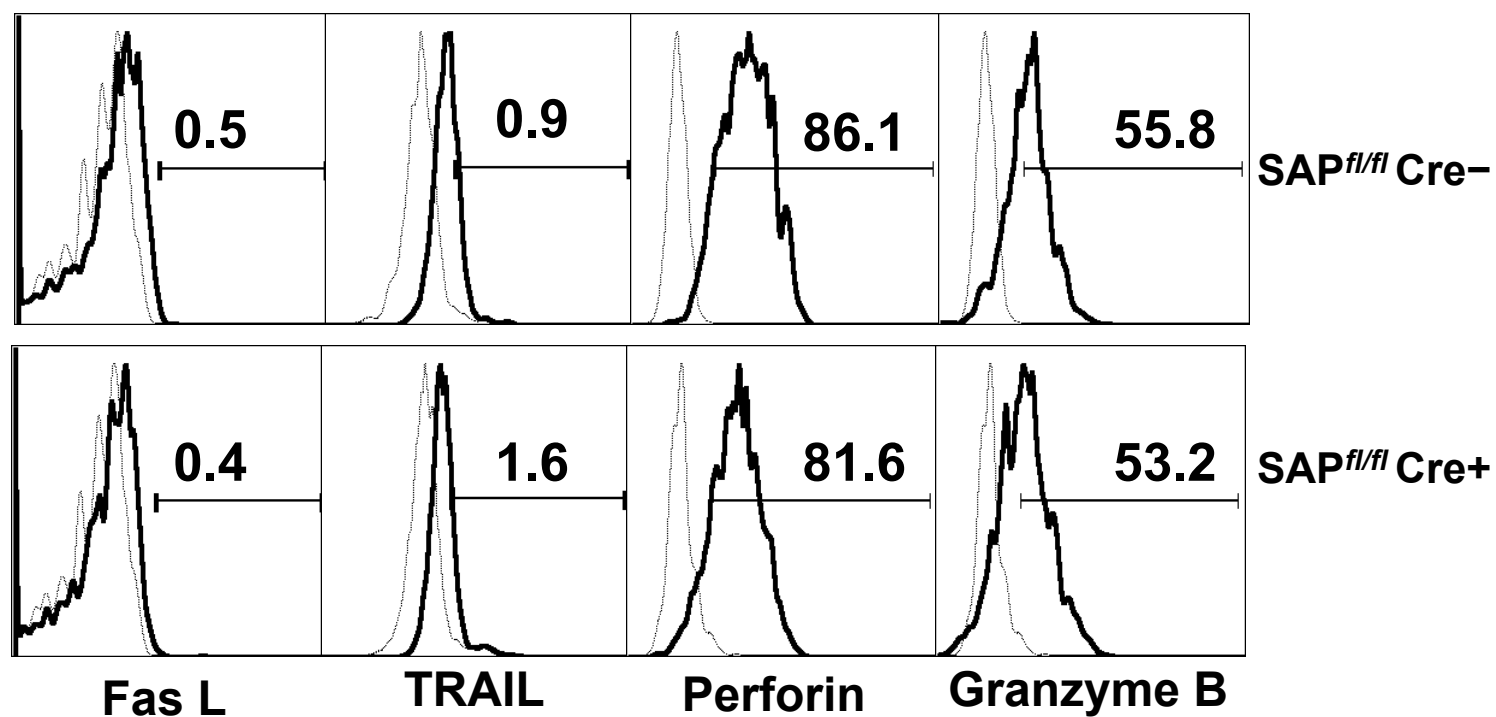 0.5 0.9 86.1 55.8 SAPfl/fl Cre−
0.4 1.6 81.6 53.2 SAPfl/fl Cre+
Fas L TRAIL Perforin Granzyme B